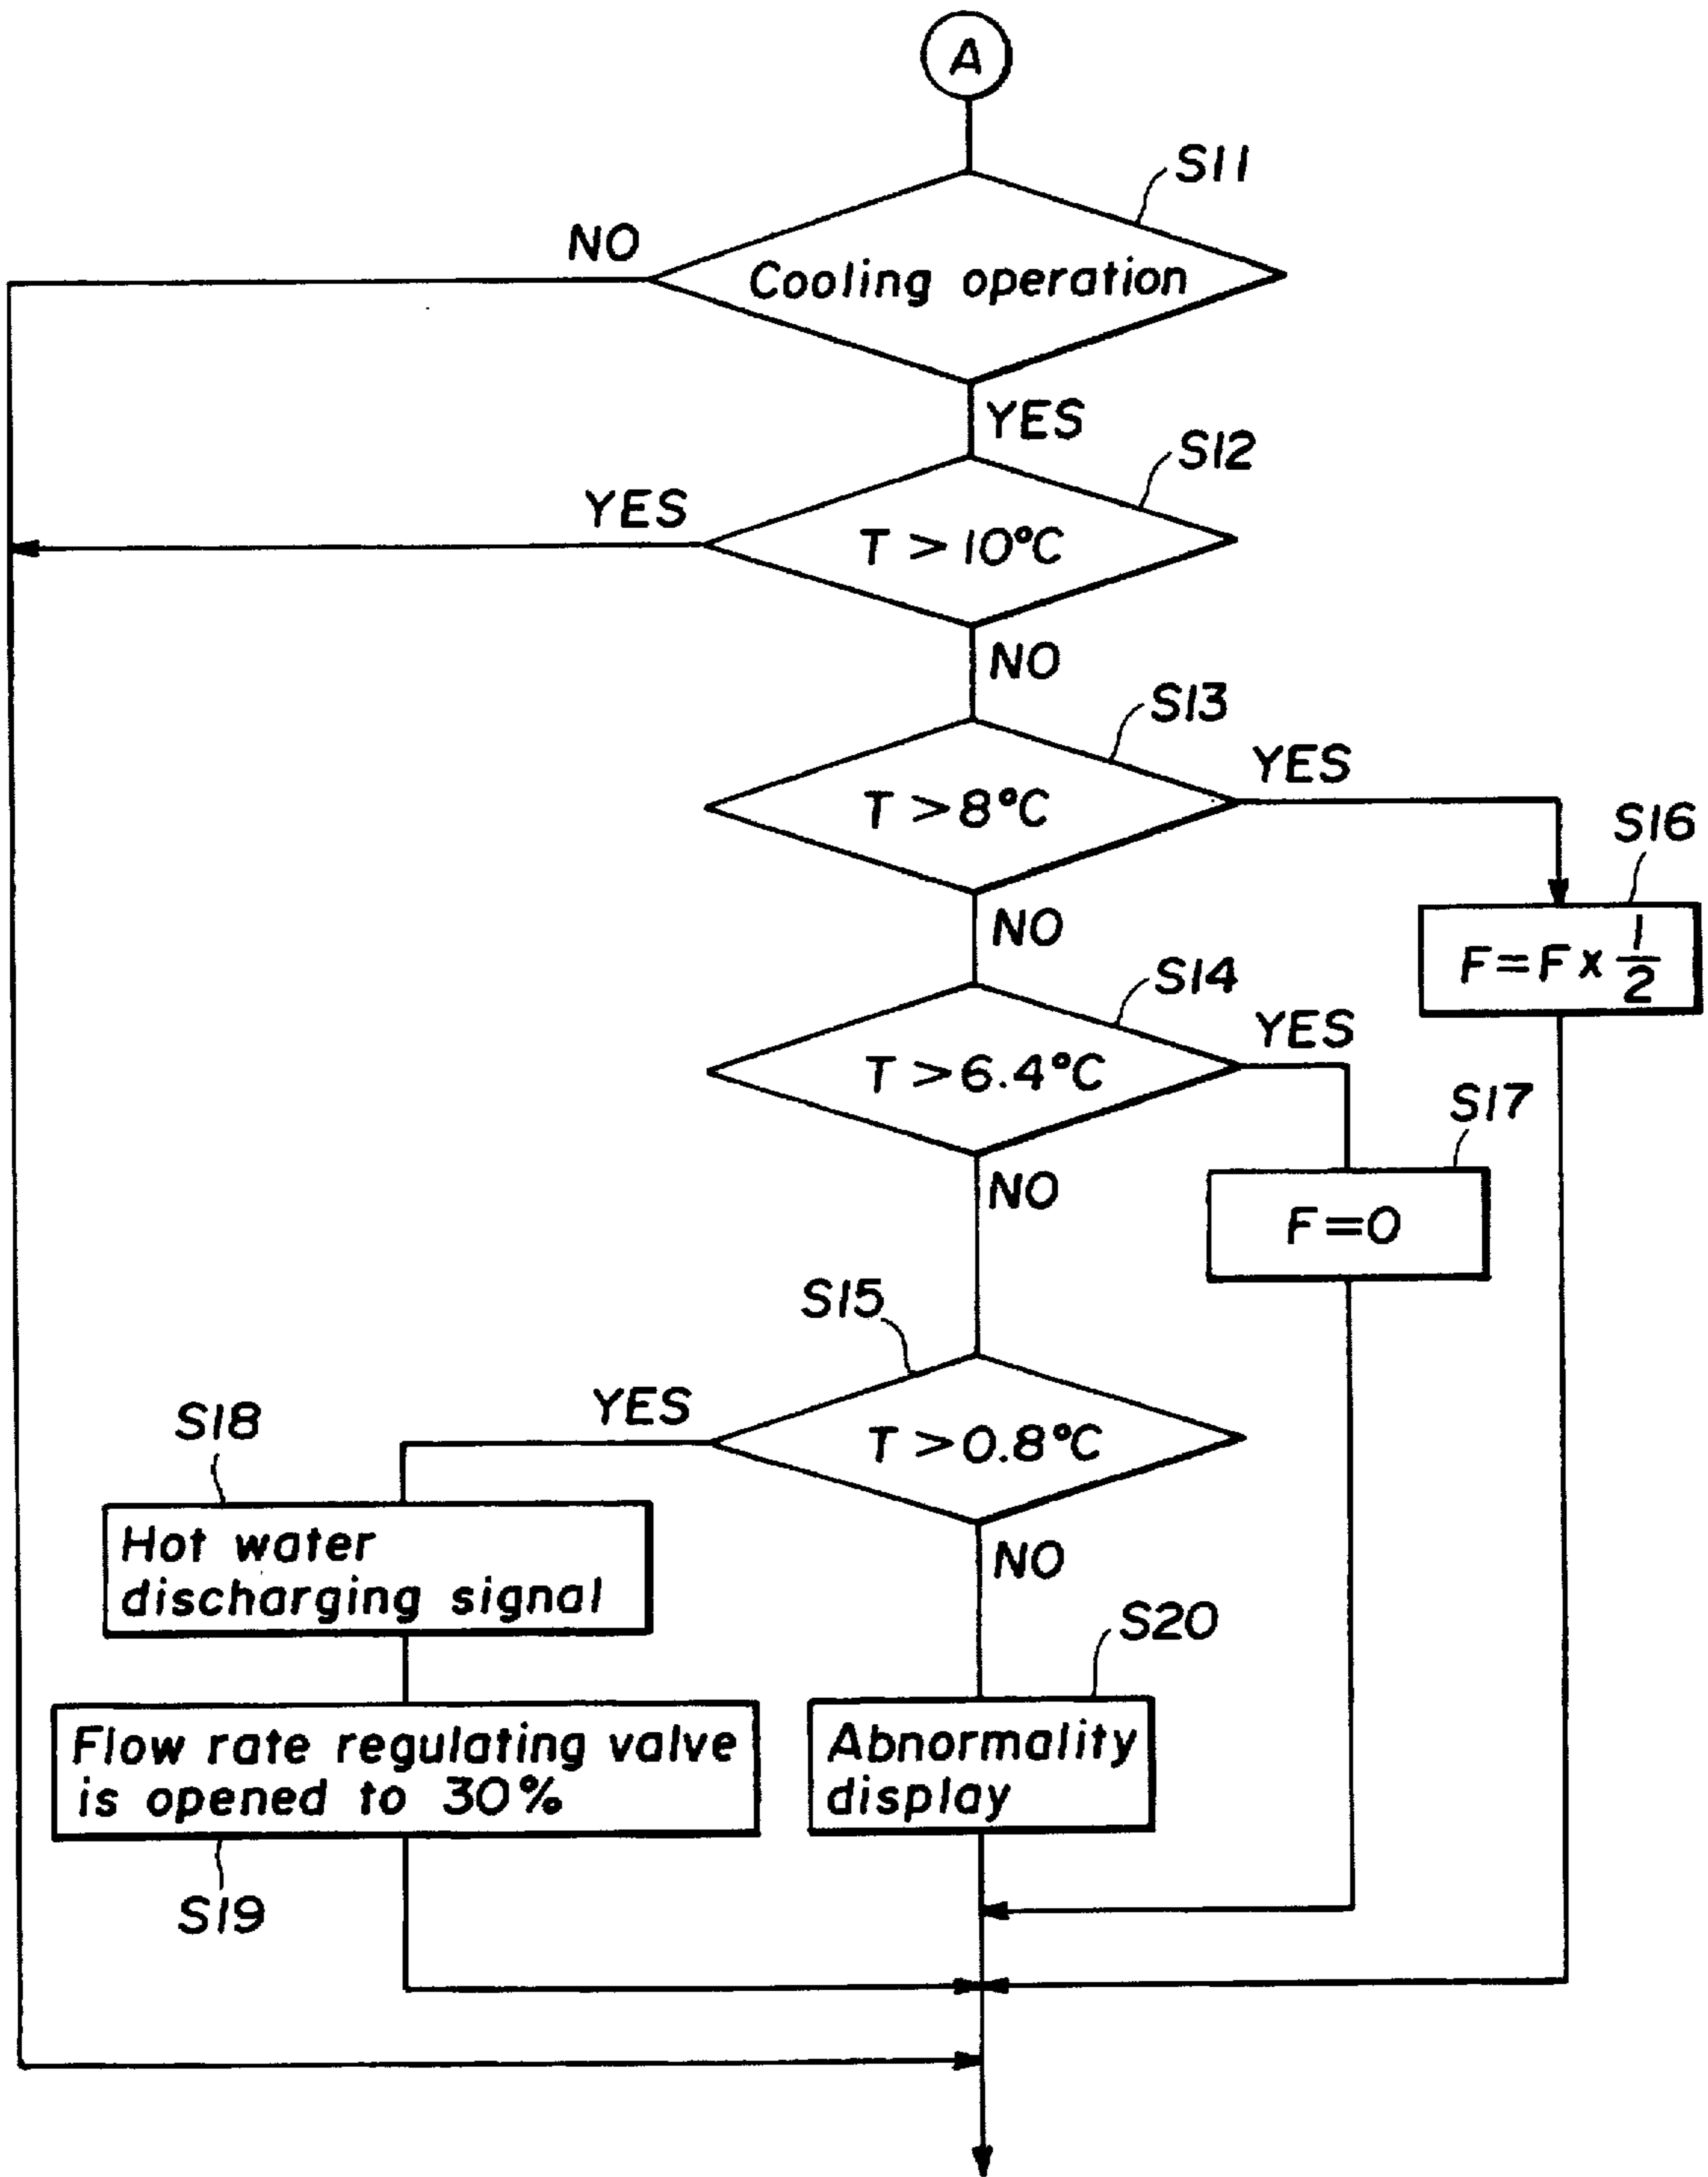 A
S11
NO
Cooling operation
YES
S12
YES
T > 10°C
NO
S13
YES
T > 8°C
S16
NO
F = F x 1/2
S14
YES
T > 6.4°C
S17
NO
F = 0
S15
YES
S18
T > 0.8°C
Hot water
discharging signal
NO
S20
Flow rate regulating valve
is opened to 30%
Abnormality
display
S19